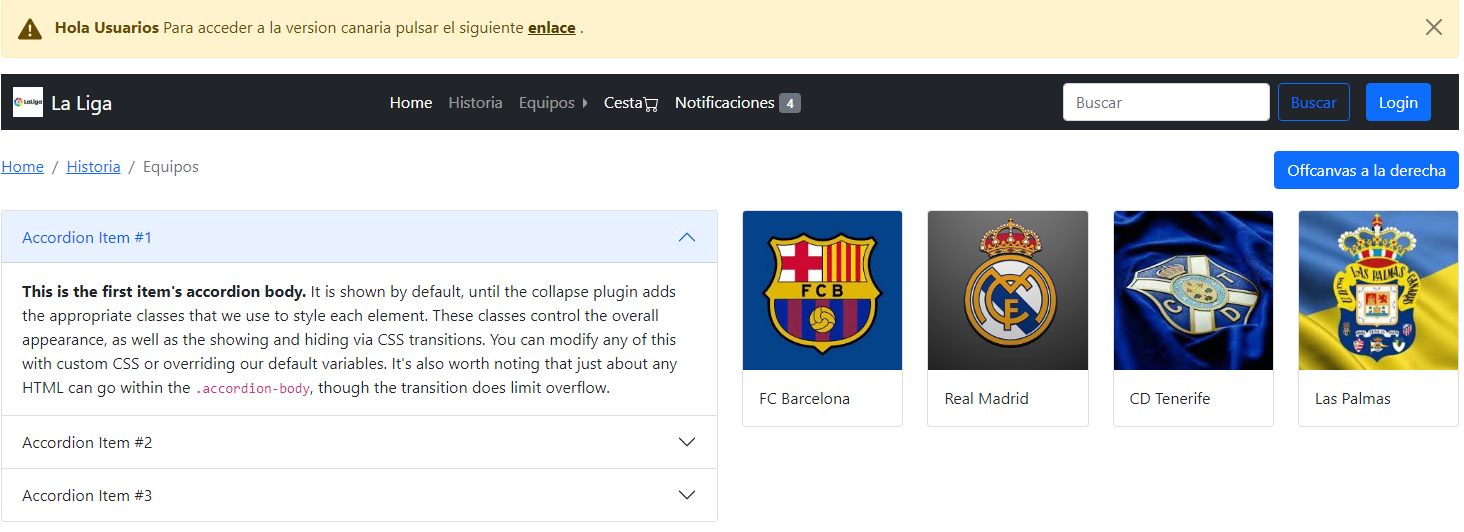 Hola Usuarios Para acceder a la version canaria pulsar el siguiente enlace .
LaLiga La Liga Home Historia Equipos Cesta Notificaciones 4 Buscar Buscar Login
Home / Historia / Equipos
Offcanvas a la derecha
Accordion Item #1
This is the first item's accordion body. It is shown by default, until the collapse plugin adds
the appropriate classes that we use to style each element. These classes control the overall
appearance, as well as the showing and hiding via CSS transitions. You can modify any of this
with custom CSS or overriding our default variables. It's also worth noting that just about any
HTML can go within the .accordion-body, though the transition does limit overflow.
Accordion Item #2
Accordion Item #3
FCB
FC Barcelona
Real Madrid
T
C D
CD Tenerife
LAS PALMAS
Las Palmas